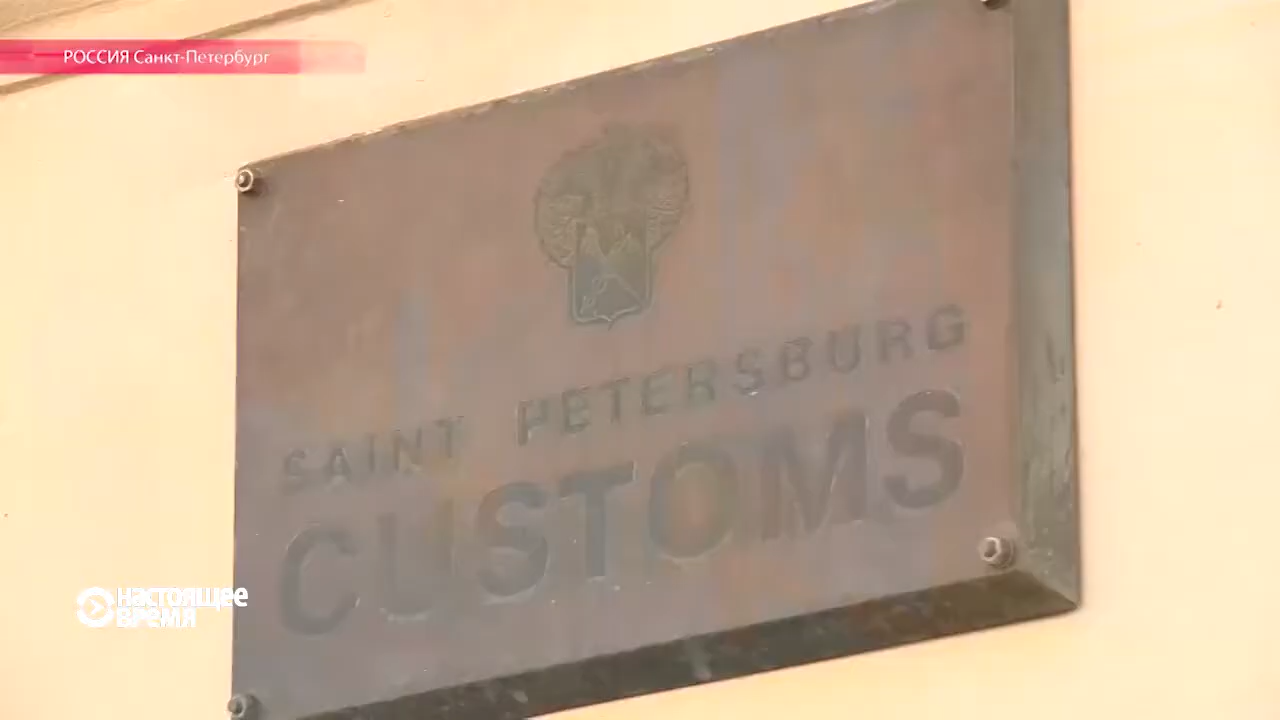 РОССИЯ Санкт-Петербург
SAINT PETERSBURG
CUSTOMS
НАСТОЯЩЕЕ
ВРЕМЯ